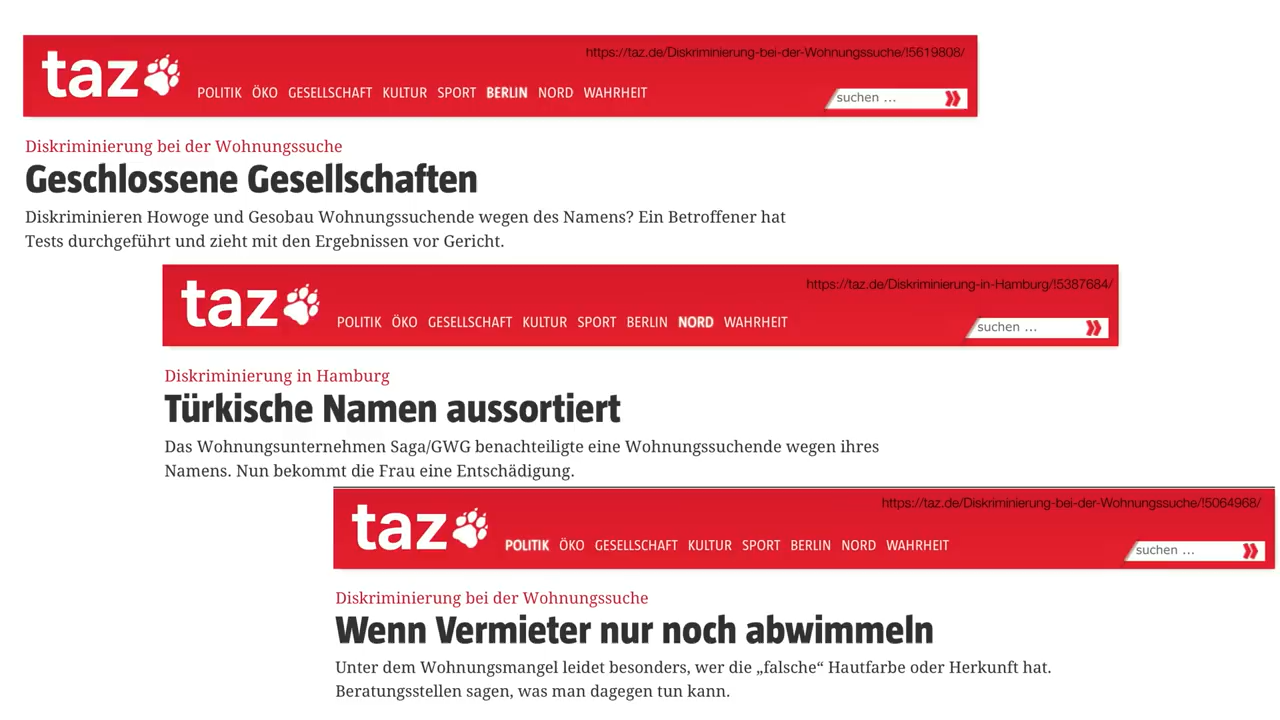 https://taz.de/Diskriminierung-bei-der-Wohnungssuche/!5619808/
taz
POLITIK ÖKO GESELLSCHAFT KULTUR SPORT BERLIN NORD WAHRHEIT
suchen ...
Diskriminierung bei der Wohnungssuche
Geschlossene Gesellschaften
Diskriminieren Howoge und Gesobau Wohnungssuchende wegen des Namens? Ein Betroffener hat
Tests durchgeführt und zieht mit den Ergebnissen vor Gericht.
https://taz.de/Diskriminierung-in-Hamburg/!5387684/
taz
POLITIK ÖKO GESELLSCHAFT KULTUR SPORT BERLIN NORD WAHRHEIT
suchen ...
Diskriminierung in Hamburg
Türkische Namen aussortiert
Das Wohnungsunternehmen Saga/GWG benachteiligte eine Wohnungssuchende wegen ihres
Namens. Nun bekommt die Frau eine Entschädigung.
https://taz.de/Diskriminierung-bei-der-Wohnungssuche/!5064968/
taz
POLITIK ÖKO GESELLSCHAFT KULTUR SPORT BERLIN NORD WAHRHEIT
suchen ...
Diskriminierung bei der Wohnungssuche
Wenn Vermieter nur noch abwimmeln
Unter dem Wohnungsmangel leidet besonders, wer die „falsche“ Hautfarbe oder Herkunft hat.
Beratungsstellen sagen, was man dagegen tun kann.